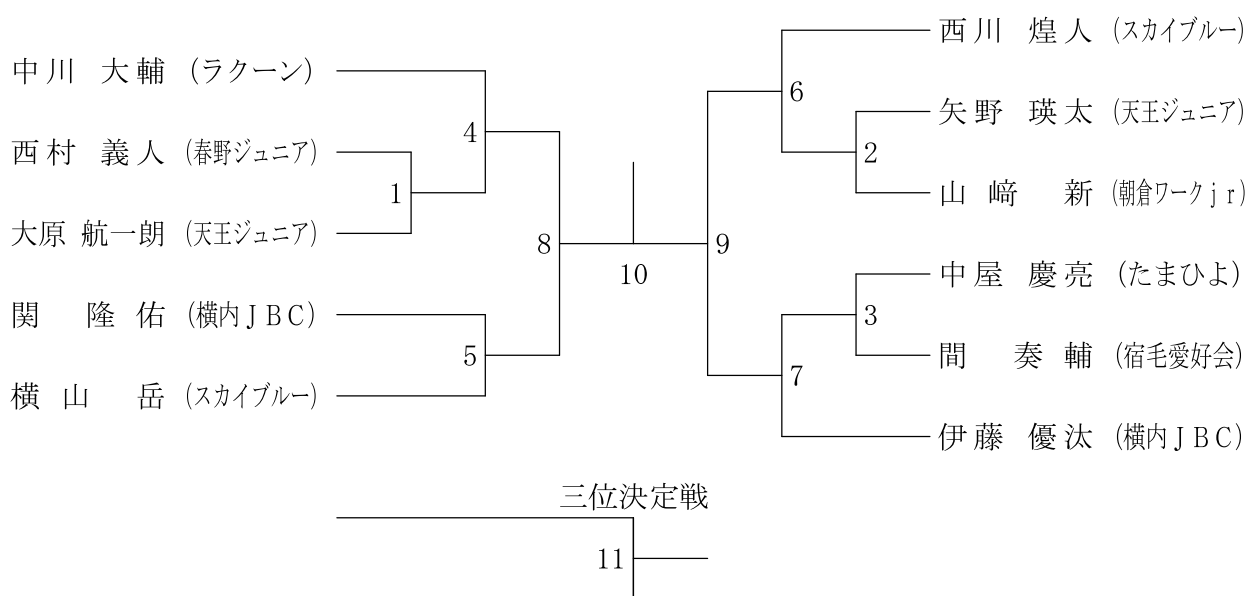 中川 大輔 (ラクーン)
西村 義人 (春野ジュニア)
大原 航一朗 (天王ジュニア)
関 隆佑 (横内ＪＢＣ)
横山 岳 (スカイブルー)
1
4
5
8
10
西川 煌人 (スカイブルー)
矢野 瑛太 (天王ジュニア)
山﨑 新 (朝倉ワークｊｒ)
中屋 慶亮 (たまひよ)
間 奏輔 (宿毛愛好会)
伊藤 優汰 (横内ＪＢＣ)
6
2
9
3
7
三位決定戦
11